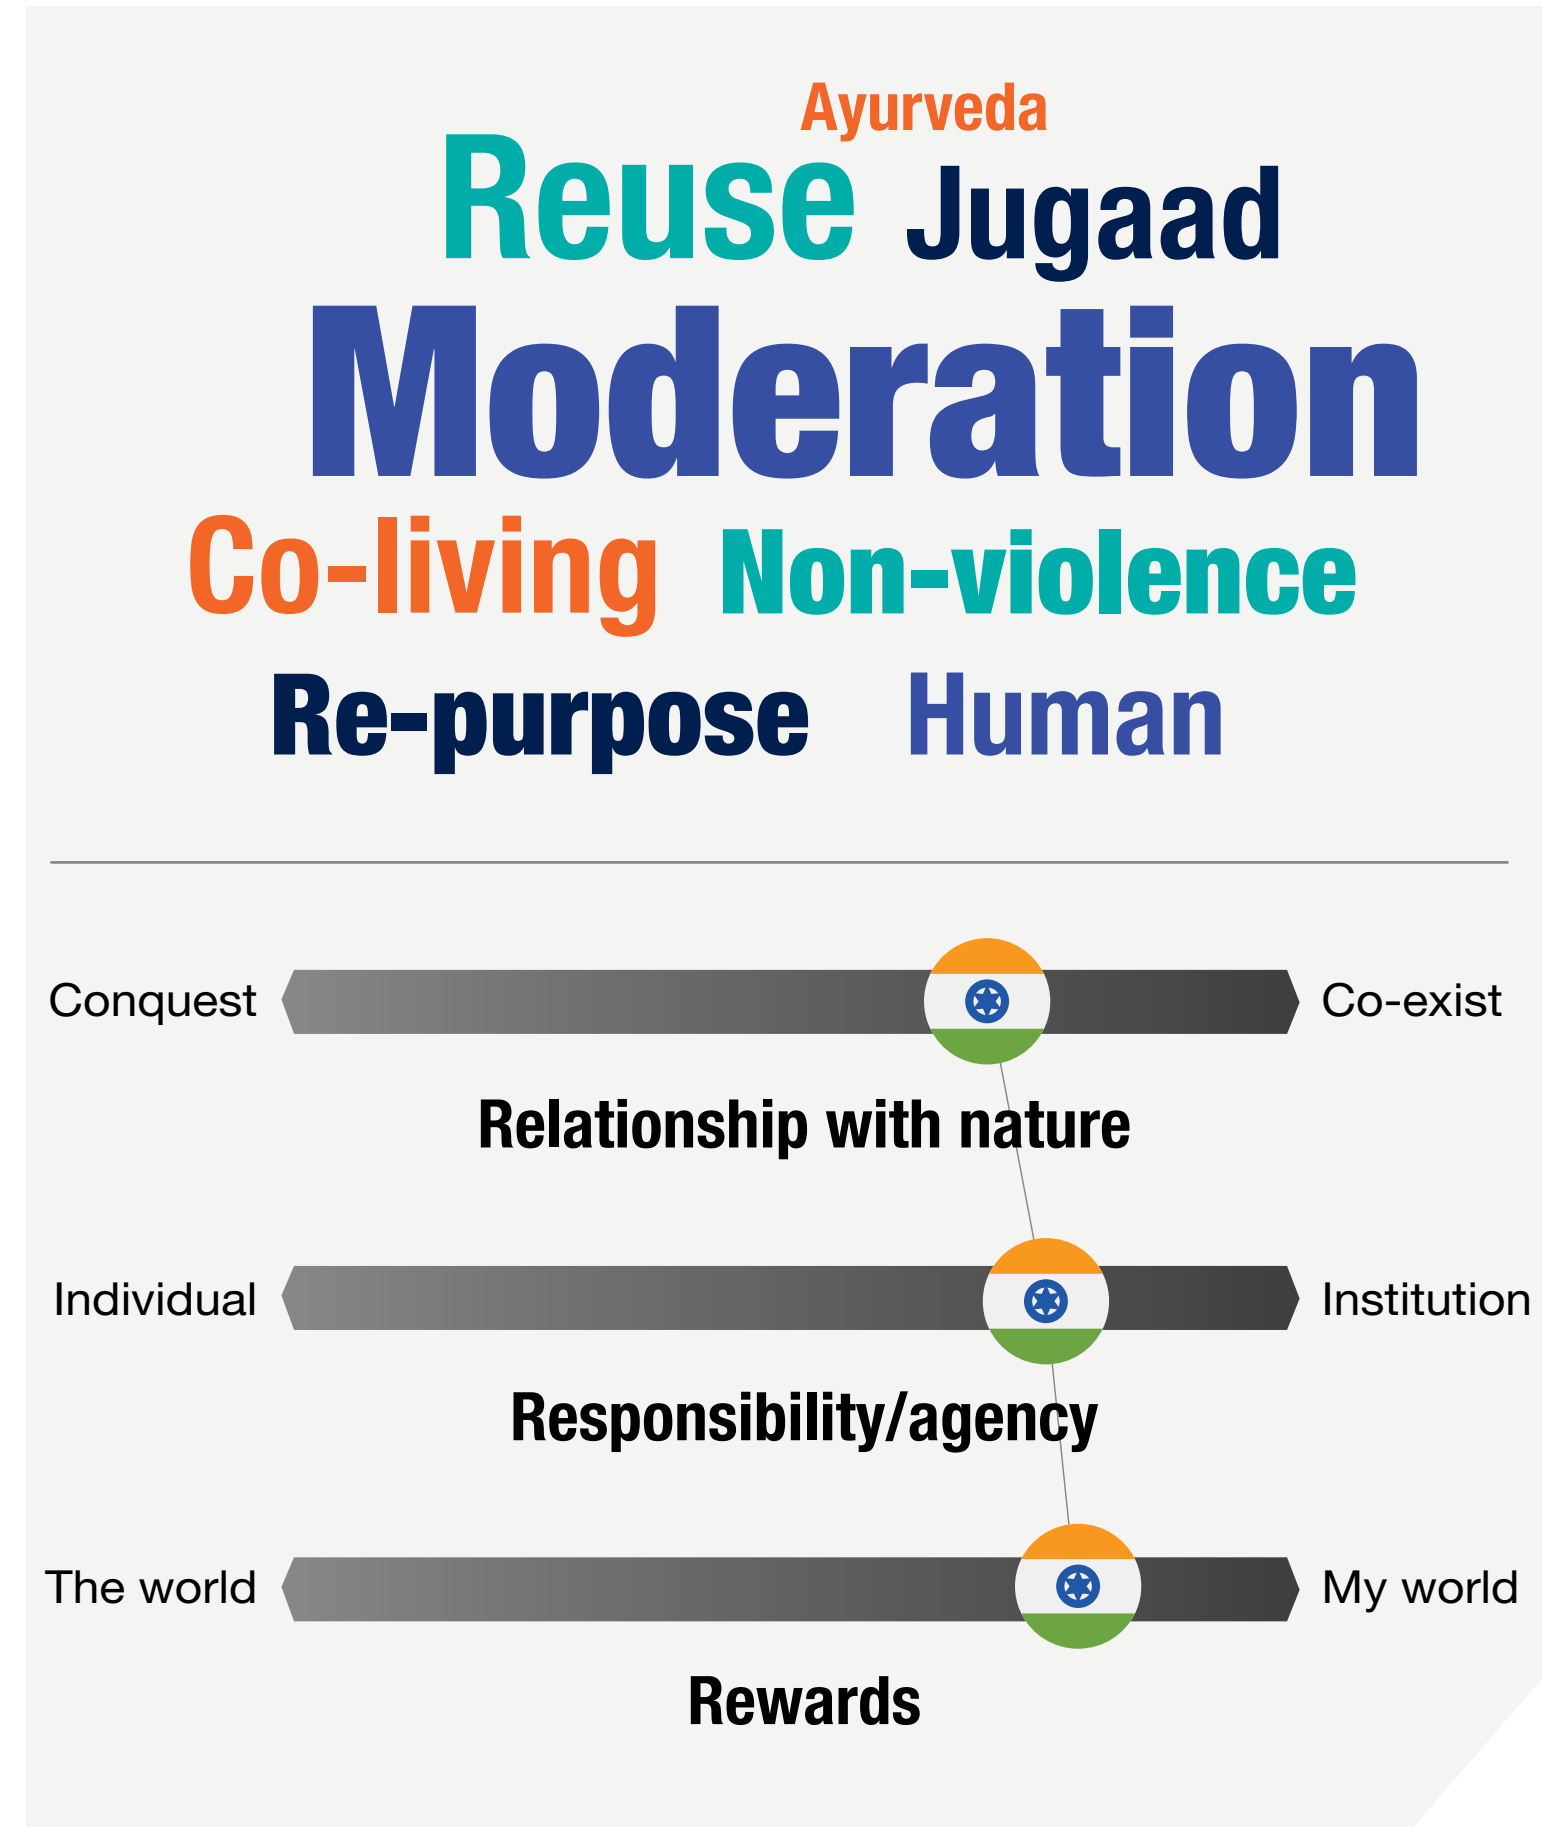 Ayurveda
Reuse Jugaad
Moderation
Co-living Non-violence
Re-purpose Human
Conquest Co-exist
Relationship with nature
Individual Institution
Responsibility/agency
The world My world
Rewards